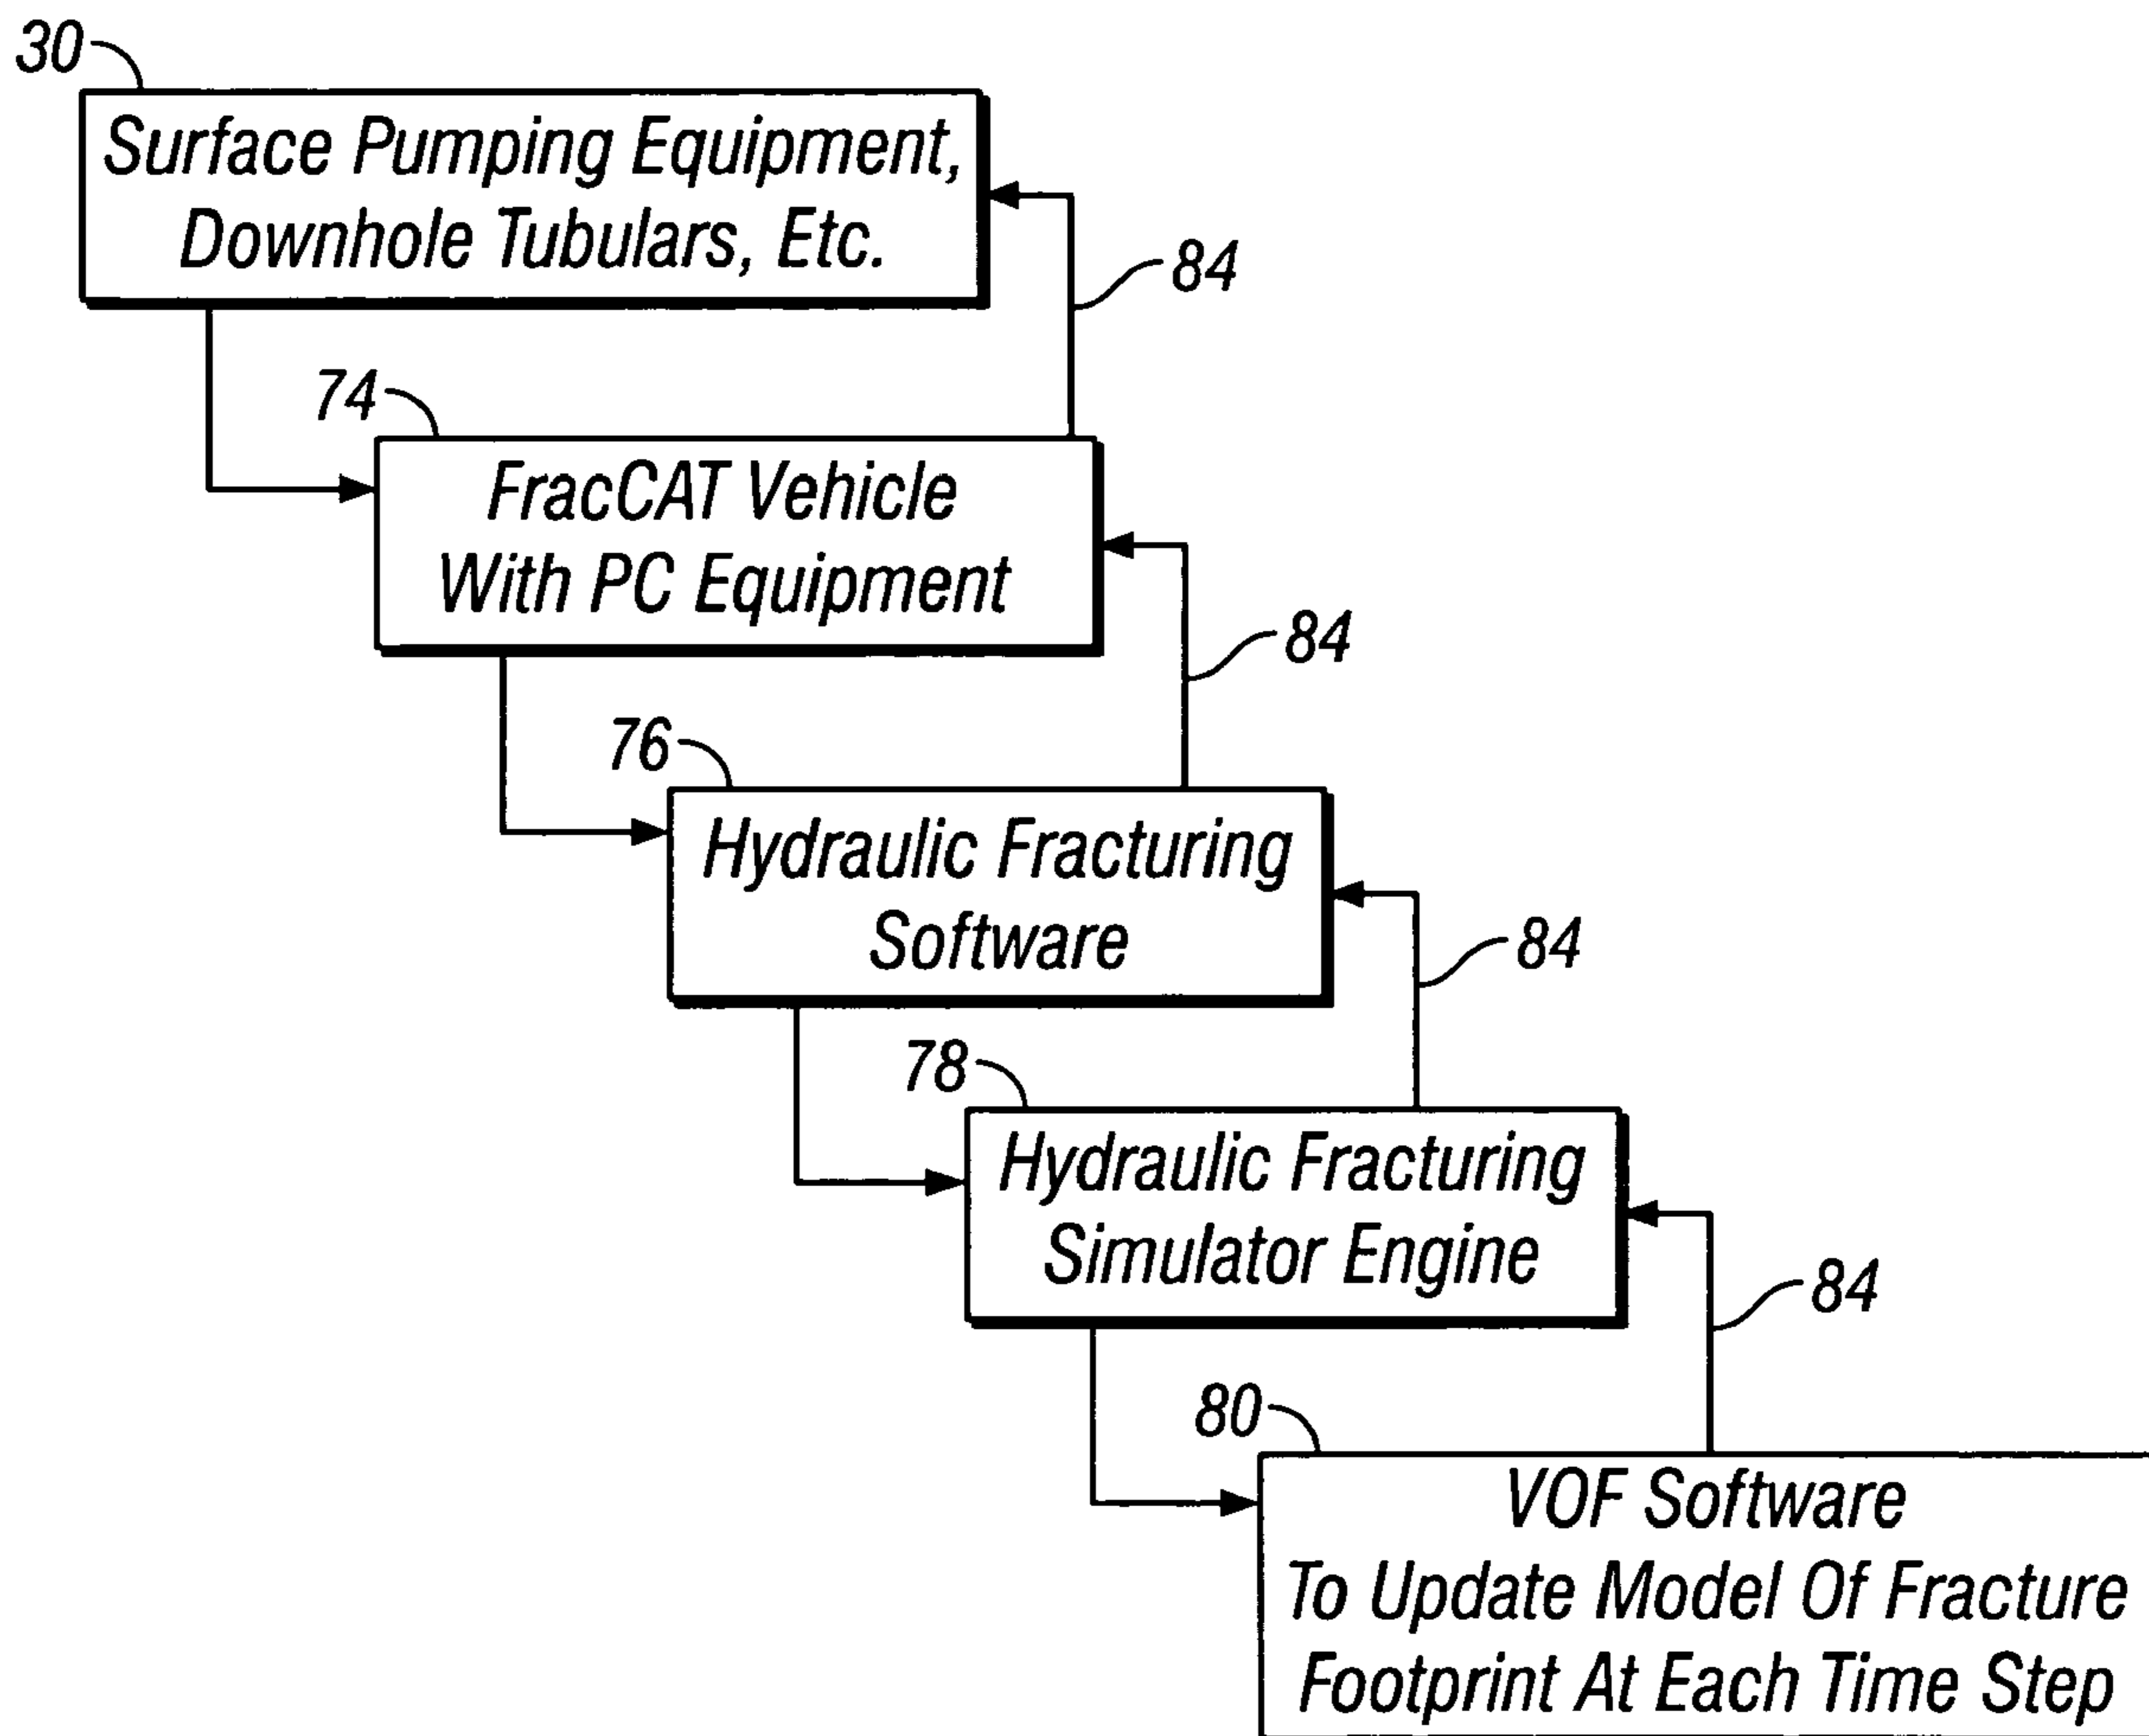 30
Surface Pumping Equipment,
Downhole Tubulars, Etc.
84
74
FracCAT Vehicle
With PC Equipment
84
76
Hydraulic Fracturing
Software
84
78
Hydraulic Fracturing
Simulator Engine
84
80
VOF Software
To Update Model Of Fracture
Footprint At Each Time Step